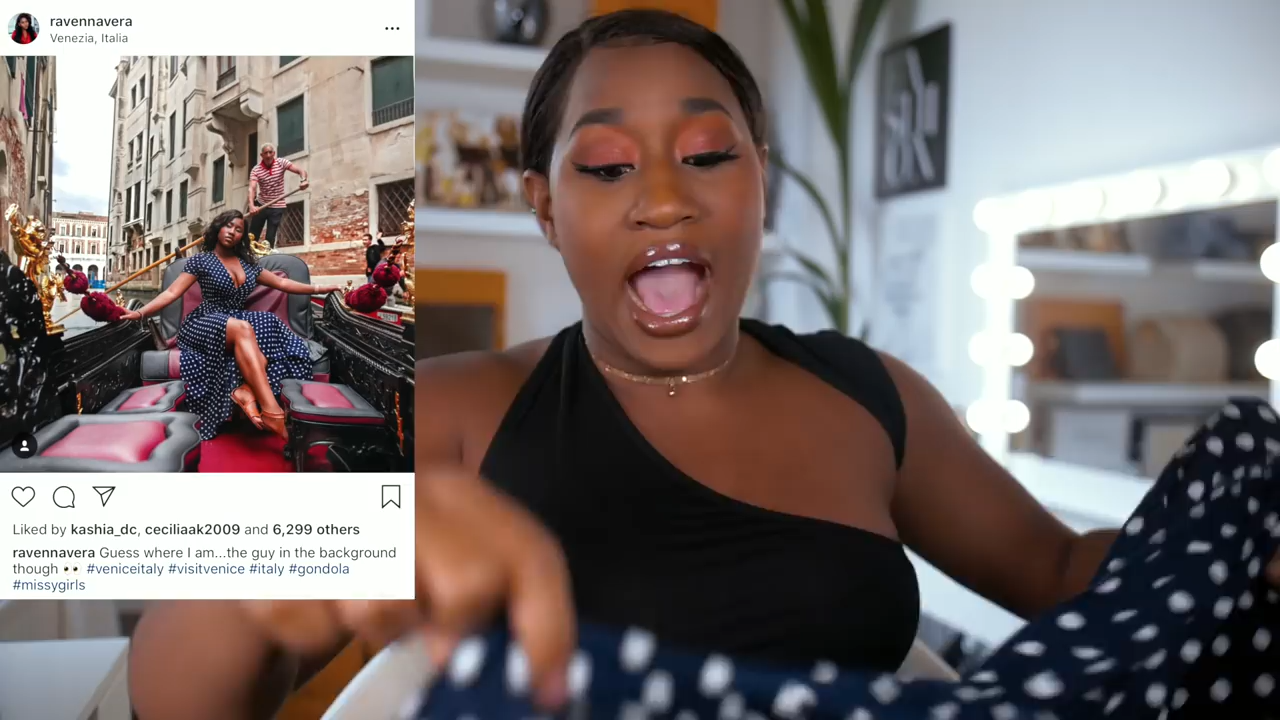 ravennavera
Venezia, Italia
Liked by kashia_dc, ceciliaak2009 and 6,299 others
ravennavera Guess where I am...the guy in the background
though 👀 #veniceitaly #visitvenice #italy #gondola
#missygirls